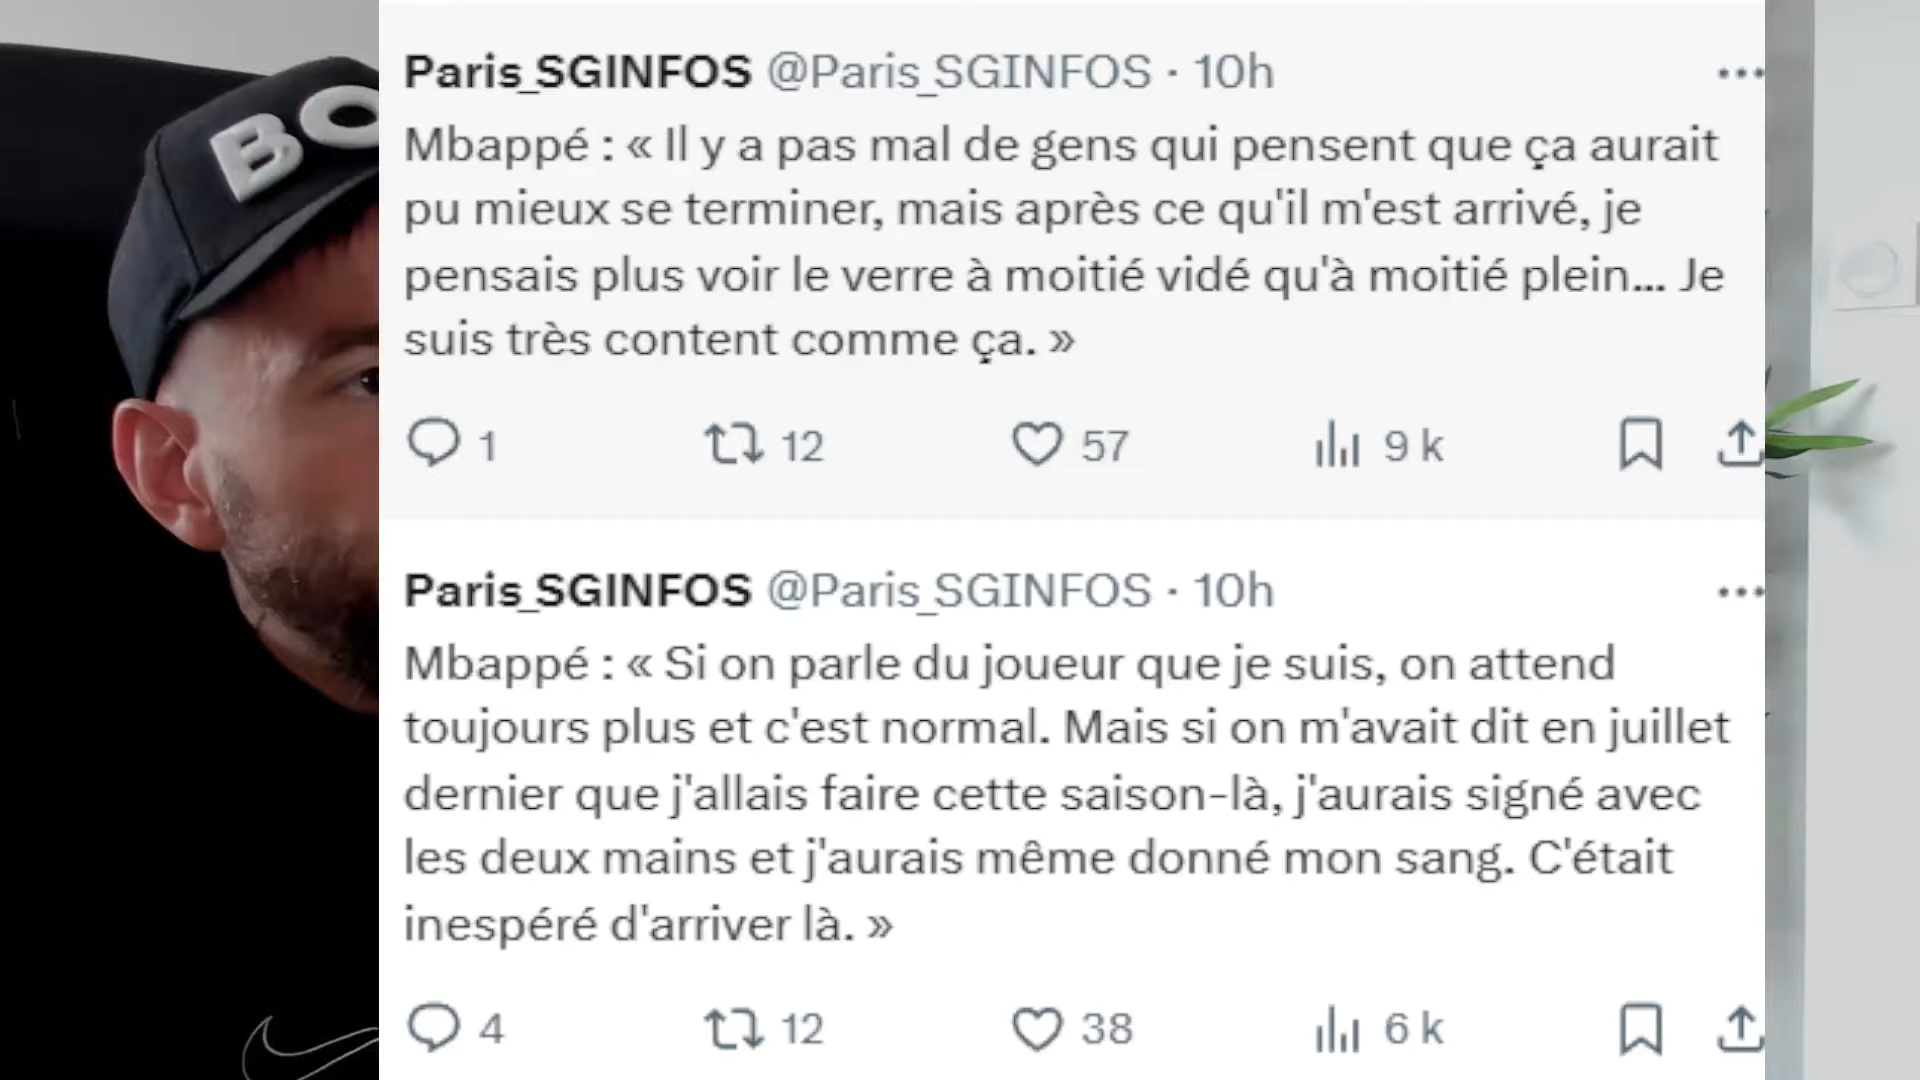 BO
Paris_SGINFOS @Paris_SGINFOS · 10h
Mbappé : « Il y a pas mal de gens qui pensent que ça aurait
pu mieux se terminer, mais après ce qu'il m'est arrivé, je
pensais plus voir le verre à moitié vidé qu'à moitié plein... Je
suis très content comme ça. »
1 12 57 9 k
Paris_SGINFOS @Paris_SGINFOS · 10h
Mbappé : « Si on parle du joueur que je suis, on attend
toujours plus et c'est normal. Mais si on m'avait dit en juillet
dernier que j'allais faire cette saison-là, j'aurais signé avec
les deux mains et j'aurais même donné mon sang. C'était
inespéré d'arriver là. »
4 12 38 6 k